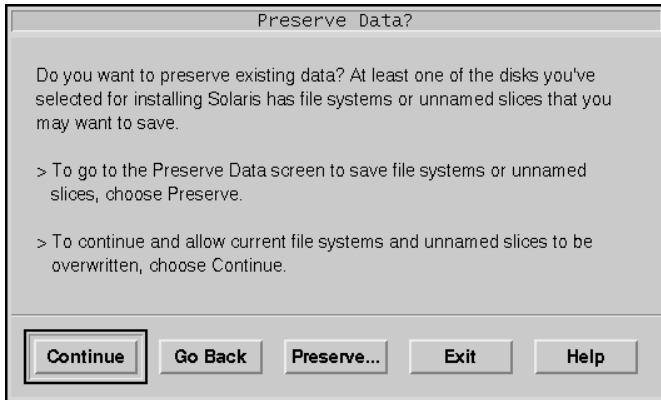 Preserve Data?
Do you want to preserve existing data? At least one of the disks you've
selected for installing Solaris has file systems or unnamed slices that you
may want to save.
> To go to the Preserve Data screen to save file systems or unnamed
slices, choose Preserve.
> To continue and allow current file systems and unnamed slices to be
overwritten, choose Continue.
Continue Go Back Preserve... Exit Help